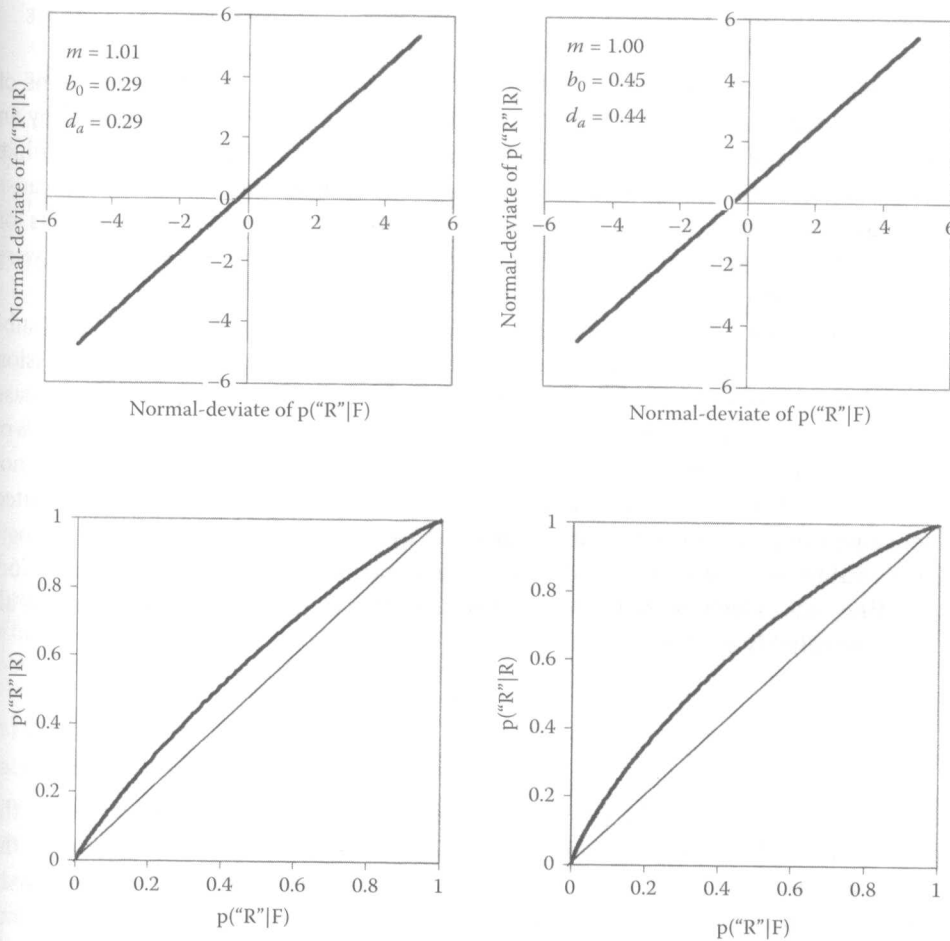 6
m = 1.01
b0 = 0.29
da = 0.29
4
2
0
−6 −4 −2 0 2 4 6
−2
−4
−6
Normal-deviate of p(“R”|R)
Normal-deviate of p(“R”|F)
6
m = 1.00
b0 = 0.45
da = 0.44
4
2
0
−6 −4 −2 0 2 4 6
−2
−4
−6
Normal-deviate of p(“R”|R)
Normal-deviate of p(“R”|F)
1
0.8
0.6
0.4
0.2
0
0 0.2 0.4 0.6 0.8 1
p(“R”|R)
p(“R”|F)
1
0.8
0.6
0.4
0.2
0
0 0.2 0.4 0.6 0.8 1
p(“R”|R)
p(“R”|F)